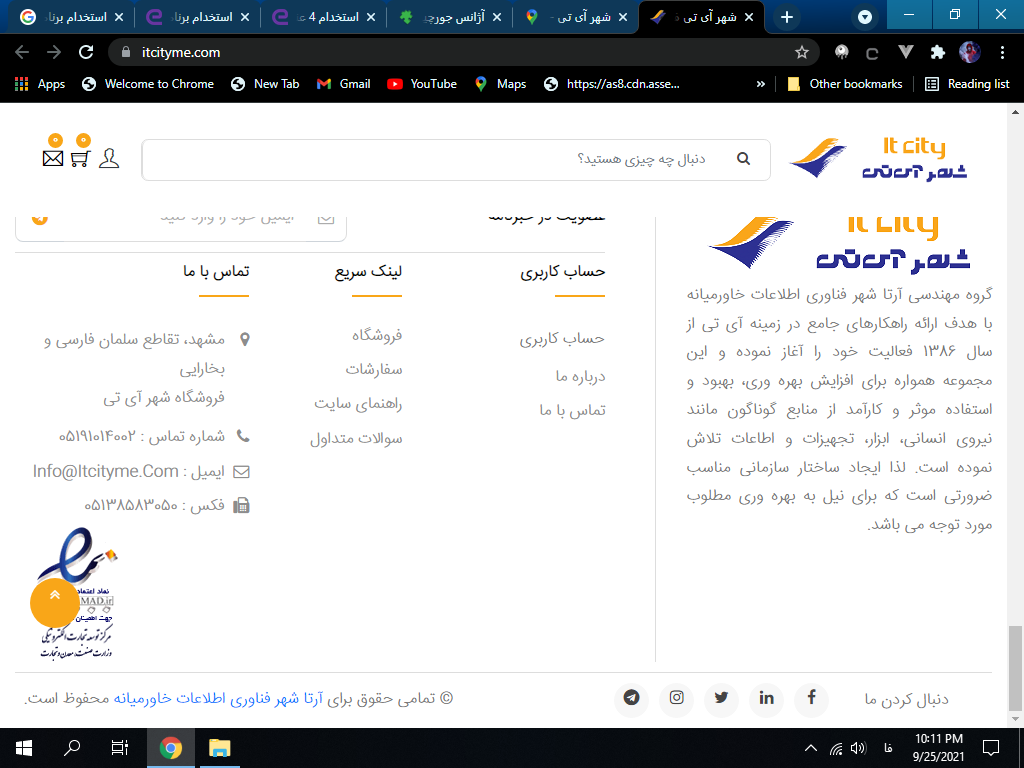 استخدام برنا
استخدام برنا
استخدام 4 عن
آژانس جورچی
شهر آی تی -
شهر آی تی
itcityme.com
Apps
Welcome to Chrome
New Tab
Gmail
YouTube
Maps
https://as8.cdn.asse...
»
Other bookmarks
Reading list
دنبال چه چیزی هستید؟
It city
شهر آی تی
عضویت در خبرنامه
ایمیل خود را وارد کنید
It city
شهر آی تی
گروه مهندسی آرتا شهر فناوری اطلاعات خاورمیانه
با هدف ارائه راهکارهای جامع در زمینه آی تی از
سال ۱۳۸۶ فعالیت خود را آغاز نموده و این
مجموعه همواره برای افزایش بهره وری، بهبود و
استفاده موثر و کارآمد از منابع گوناگون مانند
نیروی انسانی، ابزار، تجهیزات و اطاعات تلاش
نموده است. لذا ایجاد ساختار سازمانی مناسب
ضرورتی است که برای نیل به بهره وری مطلوب
مورد توجه می باشد.
حساب کاربری
حساب کاربری
درباره ما
تماس با ما
لینک سریع
فروشگاه
سفارشات
راهنمای سایت
سوالات متداول
تماس با ما
مشهد، تقاطع سلمان فارسی و
بخارایی
فروشگاه شهر آی تی
شماره تماس : ۰۵۱۹۱۰۱۴۰۰۲
ایمیل : Info@Itcityme.Com
فکس : ۰۵۱۳۸۵۸۳۰۵۰
نماد اعتماد
MAD.ir
جهت اطمینان
مرکز توسعه تجارت الکترونیکی
وزارت صنعت، معدن و تجارت
دنبال کردن ما
© تمامی حقوق برای آرتا شهر فناوری اطلاعات خاورمیانه محفوظ است.
فا
10:11 PM
9/25/2021